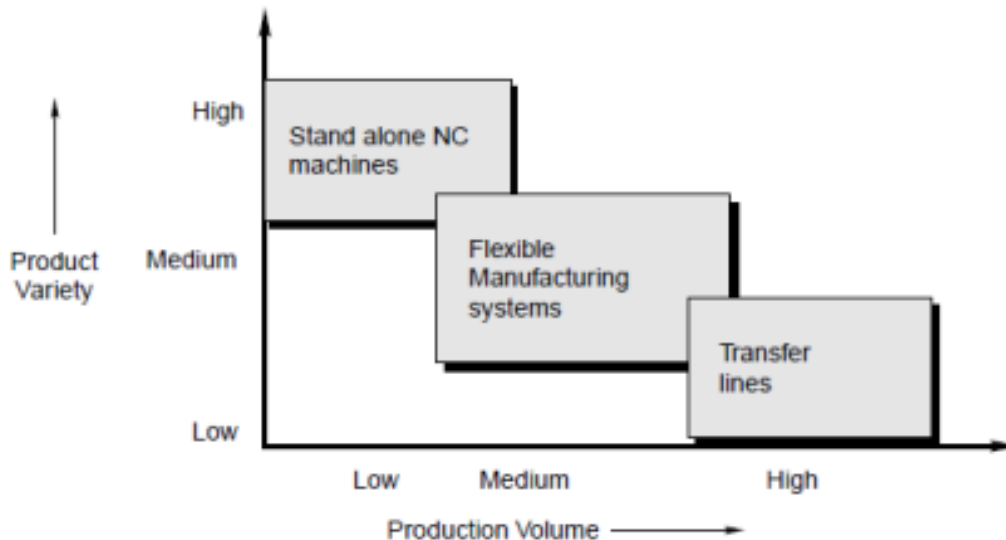 High
Stand alone NC
machines
Product
Variety
Medium
Flexible
Manufacturing
systems
Transfer
lines
Low
Low
Medium
High
Production Volume